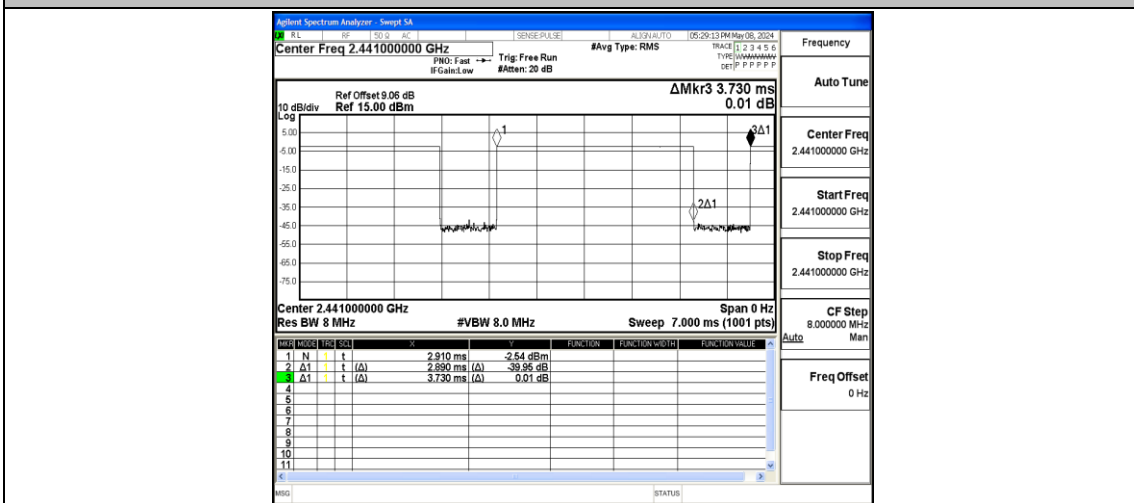 Agilent Spectrum Analyzer - Swept SA
RL RF 50 Ω AC SENSE:PULSE ALIGN AUTO 05:29:13 PM May 08, 2024
Center Freq 2.441000000 GHz
#Avg Type: RMS
TRACE 1 2 3 4 5 6
TYPE
DET P P P P P P
PNO: Fast
IFGain:Low
Trig: Free Run
#Atten: 20 dB
ΔMkr3 3.730 ms
0.01 dB
Ref Offset 9.06 dB
10 dB/div Ref 15.00 dBm
Log
5.00
-5.00
-15.0
-25.0
-35.0
-45.0
-55.0
-65.0
-75.0
1
3Δ1
2Δ1
Center 2.441000000 GHz Span 0 Hz
Res BW 8 MHz #VBW 8.0 MHz Sweep 7.000 ms (1001 pts)
MKR MODE TRC SCL X Y FUNCTION FUNCTION WIDTH FUNCTION VALUE
1 N 1 t 2.910 ms -2.54 dBm
2 Δ1 1 t (Δ) 2.890 ms (Δ) -39.95 dB
3 Δ1 1 t (Δ) 3.730 ms (Δ) 0.01 dB
4
5
6
7
8
9
10
11
MSG STATUS
Frequency
Auto Tune
Center Freq
2.441000000 GHz
Start Freq
2.441000000 GHz
Stop Freq
2.441000000 GHz
CF Step
8.000000 MHz
Auto Man
Freq Offset
0 Hz